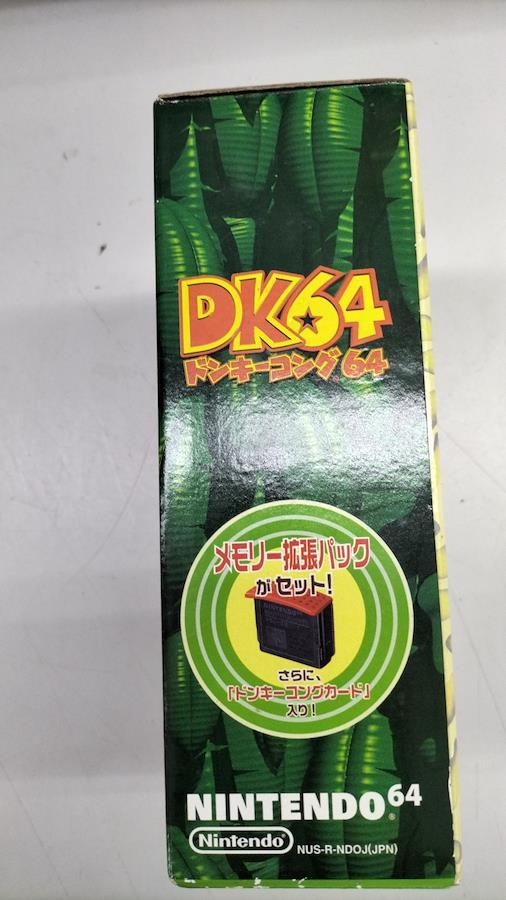 DK64
ドンキーコング64
メモリー拡張パック
がセット!
NINTENDO
さらに、
「ドンキーコングカード」
入り!
NINTENDO64
Nintendo
NUS-R-NDOJ(JPN)